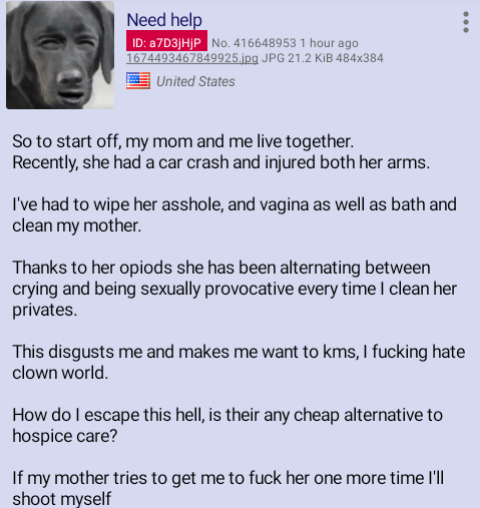 Need help
ID: a7D3jHjP No. 416648953 1 hour ago
1674493467849925.jpg JPG 21.2 KiB 484x384
United States
So to start off, my mom and me live together.
Recently, she had a car crash and injured both her arms.
I've had to wipe her asshole, and vagina as well as bath and
clean my mother.
Thanks to her opiods she has been alternating between
crying and being sexually provocative every time I clean her
privates.
This disgusts me and makes me want to kms, I fucking hate
clown world.
How do I escape this hell, is their any cheap alternative to
hospice care?
If my mother tries to get me to fuck her one more time I'll
shoot myself